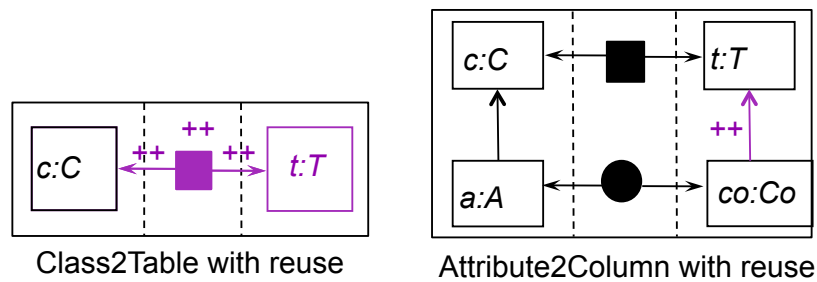 c:C
++
++
++
t:T
Class2Table with reuse
c:C
t:T
++
a:A
co:Co
Attribute2Column with reuse